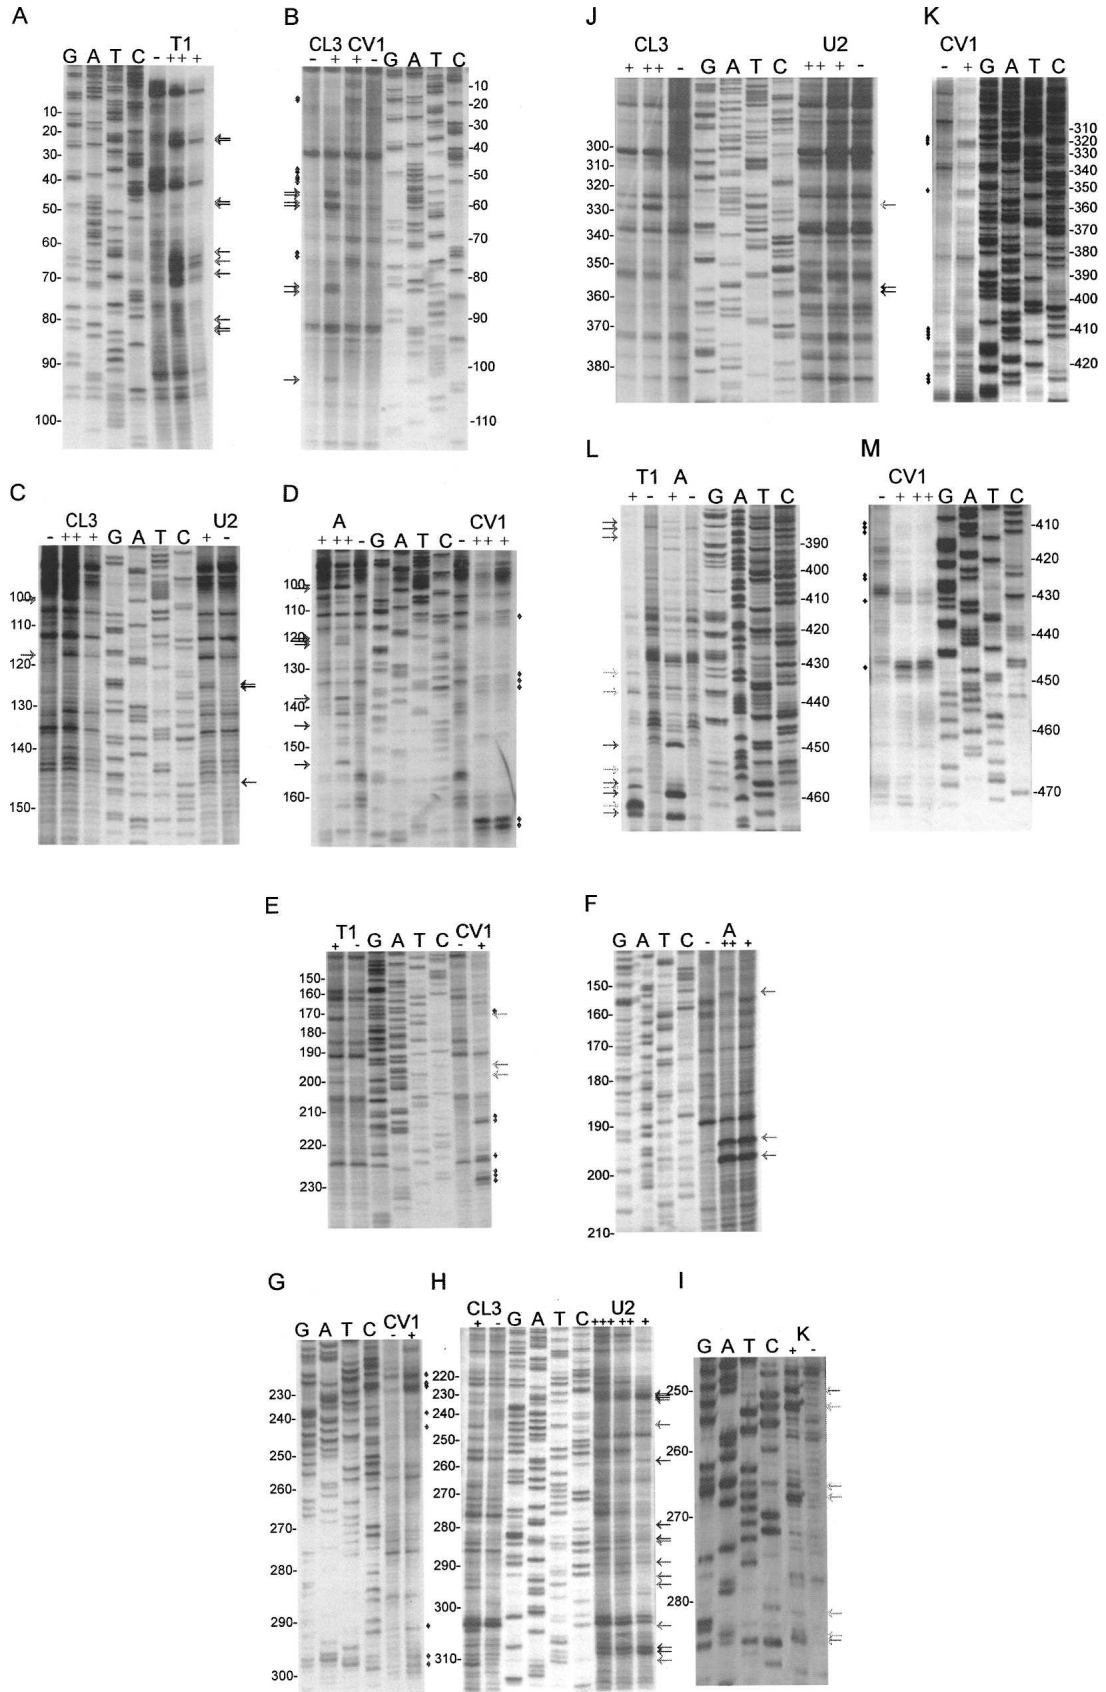 A
T1
G A T C - ++ +
10-
20-
30-
40-
50-
60-
70-
80-
90-
100-
B
CL3 CV1
- + + - G A T C
-10
-20
-30
-40
-50
-60
-70
-80
-90
-100
-110
C
CL3 U2
- ++ + G A T C + -
100-
120-
130-
140-
150-
D
A CV1
+ ++ - G A T C - ++ +
100-
110-
120-
130-
140-
150-
160-
E
T1 CV1
+ - G A T C - +
150-
160-
170-
180-
190-
200-
210-
220-
230-
F
A
G A T C - ++ +
150-
160-
170-
180-
190-
200-
210-
G
CV1
G A T C - +
230-
240-
250-
260-
270-
280-
290-
300-
H
CL3 U2
+ - G A T C +++ ++ +
220-
230-
240-
250-
260-
270-
280-
290-
300-
310-
I
K
G A T C + -
250-
260-
270-
280-
J
CL3 U2
+ ++ - G A T C ++ + -
300-
310-
320-
330-
340-
350-
360-
370-
380-
K
CV1
- + G A T C
-310
-320
-330
-340
-350
-360
-370
-380
-390
-400
-410
-420
L
T1 A
+ - + - G A T C
-390
-400
-410
-420
-430
-440
-450
-460
M
CV1
- + ++ G A T C
-410
-420
-430
-440
-450
-460
-470